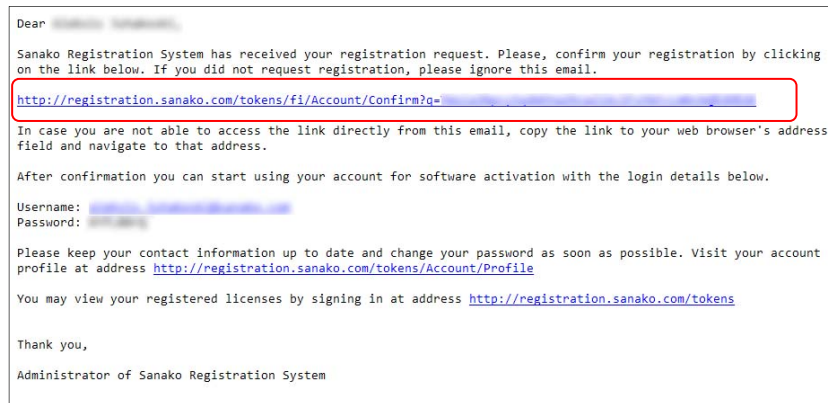 Dear
Sanako Registration System has received your registration request. Please, confirm your registration by clicking
on the link below. If you did not request registration, please ignore this email.
http://registration.sanako.com/tokens/fi/Account/Confirm?q=
In case you are not able to access the link directly from this email, copy the link to your web browser's address
field and navigate to that address.
After confirmation you can start using your account for software activation with the login details below.
Username:
Password:
Please keep your contact information up to date and change your password as soon as possible. Visit your account
profile at address http://registration.sanako.com/tokens/Account/Profile
You may view your registered licenses by signing in at address http://registration.sanako.com/tokens
Thank you,
Administrator of Sanako Registration System